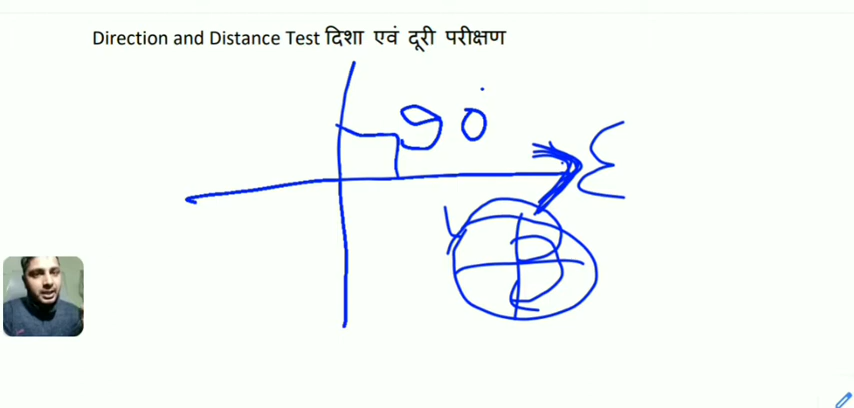 Direction and Distance Test दिशा एवं दूरी परीक्षण
90
E